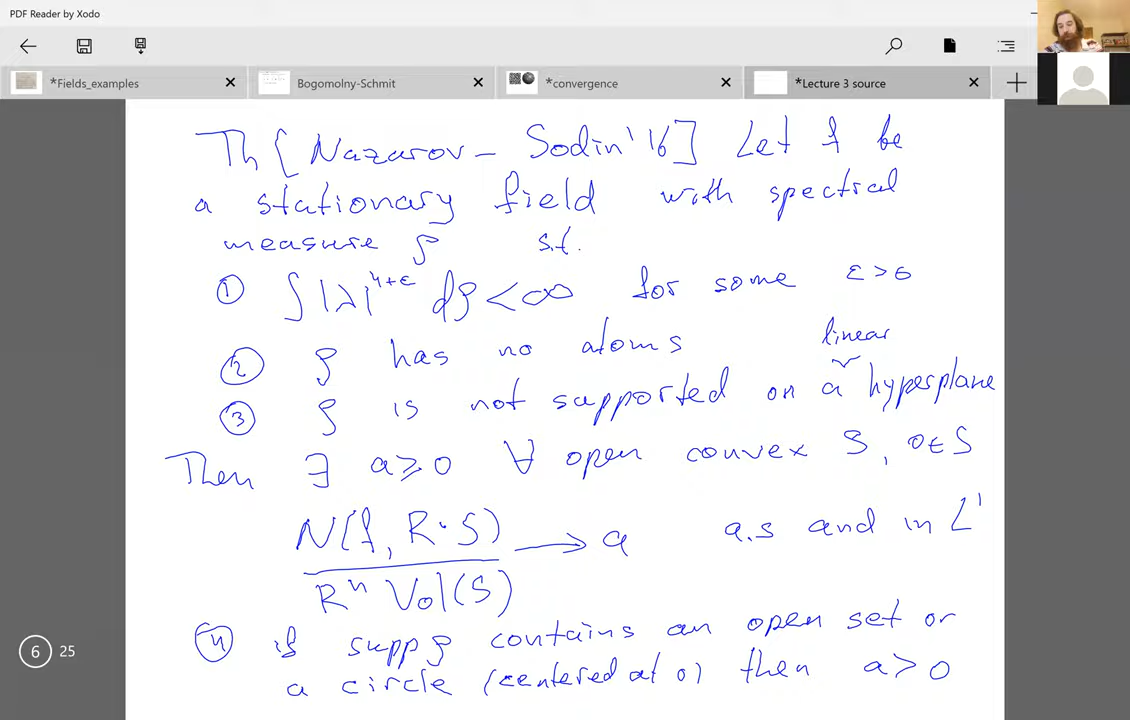 PDF Reader by Xodo
*Fields_examples
Bogomolny-Schmit
*convergence
*Lecture 3 source
Th [Nazarov – Sodin '16] Let f be
a stationary field with spectral
measure ρ s.t.
① ∫ |λ|^{4+ε} dρ < ∞ for some ε > 0
② ρ has no atoms
linear
③ ρ is not supported on a hyperplane
Then ∃ a ≥ 0 ∀ open convex S, 0 ∈ S
N(f, R·S) / R^n Vol(S) → a a.s and in L^1
④ if supp ρ contains an open set or
a circle (centered at 0) then a > 0
6 25